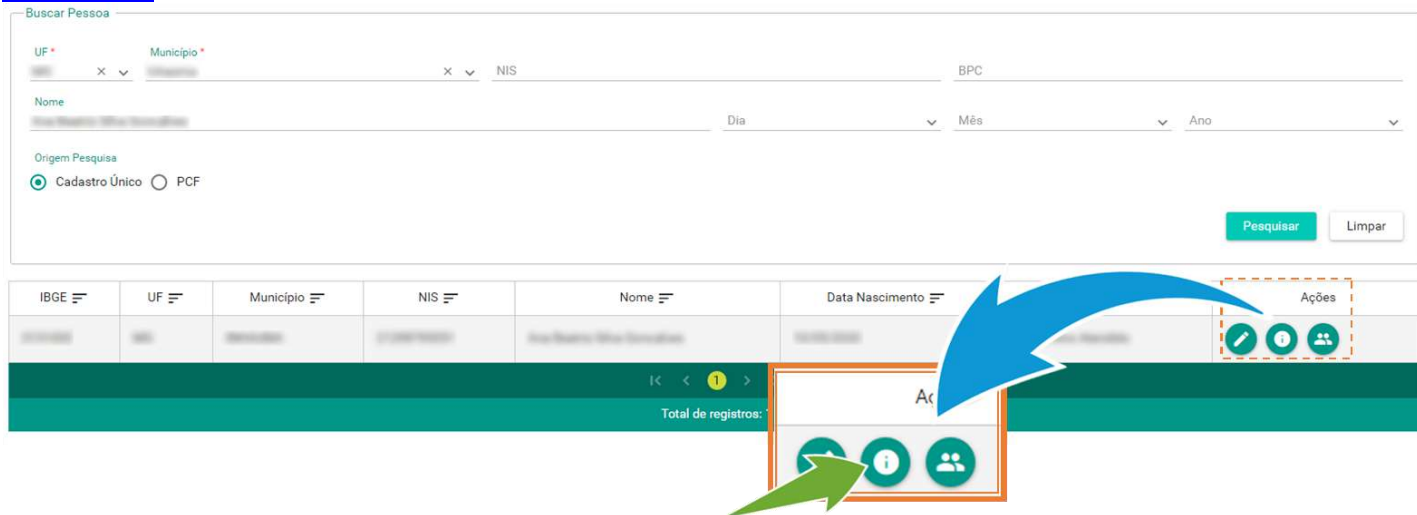 Buscar Pessoa
UF * Município *
NIS BPC
Nome
Dia Mês Ano
Origem Pesquisa
Cadastro Único PCF
Pesquisar Limpar
IBGE UF Município NIS Nome Data Nascimento Ações
1
Total de registros: